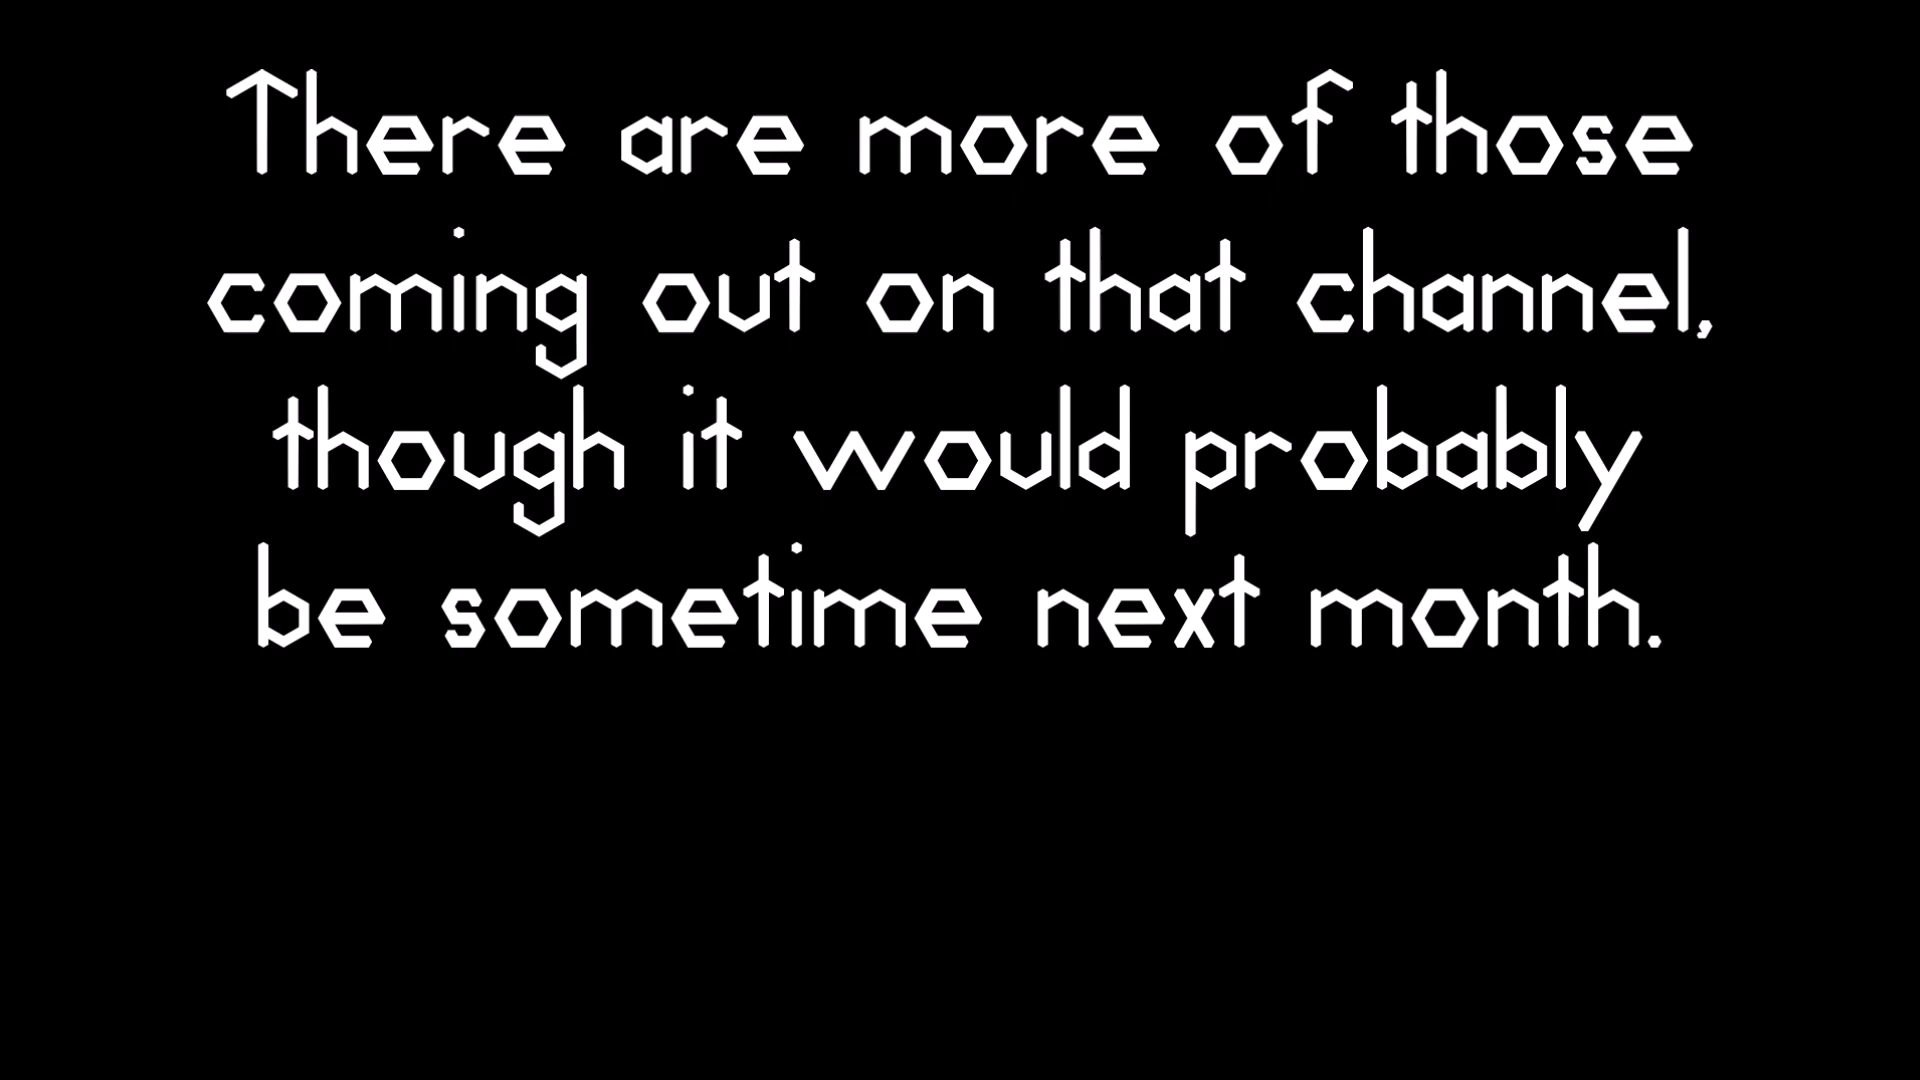 There are more of those
coming out on that channel,
though it would probably
be sometime next month.